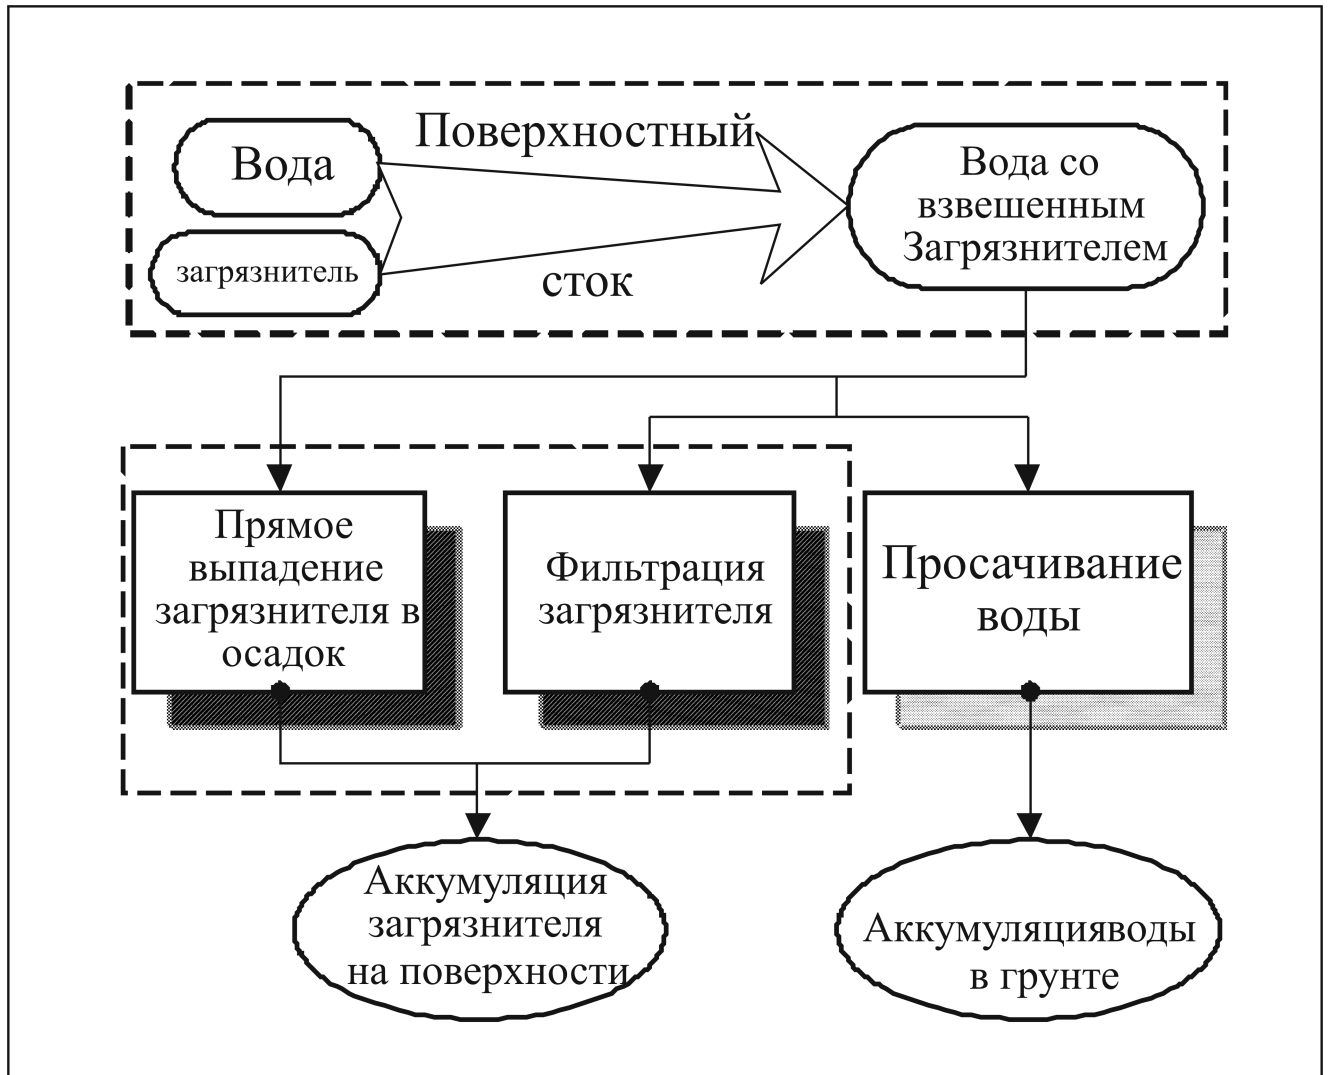 Поверхностный
Вода
загрязнитель
сток
Вода со
взвешенным
Загрязнителем
Прямое
выпадение
загрязнителя в
осадок
Фильтрация
загрязнителя
Просачивание
воды
Аккумуляция
загрязнителя
на поверхности
Аккумуляцияводы
в грунте